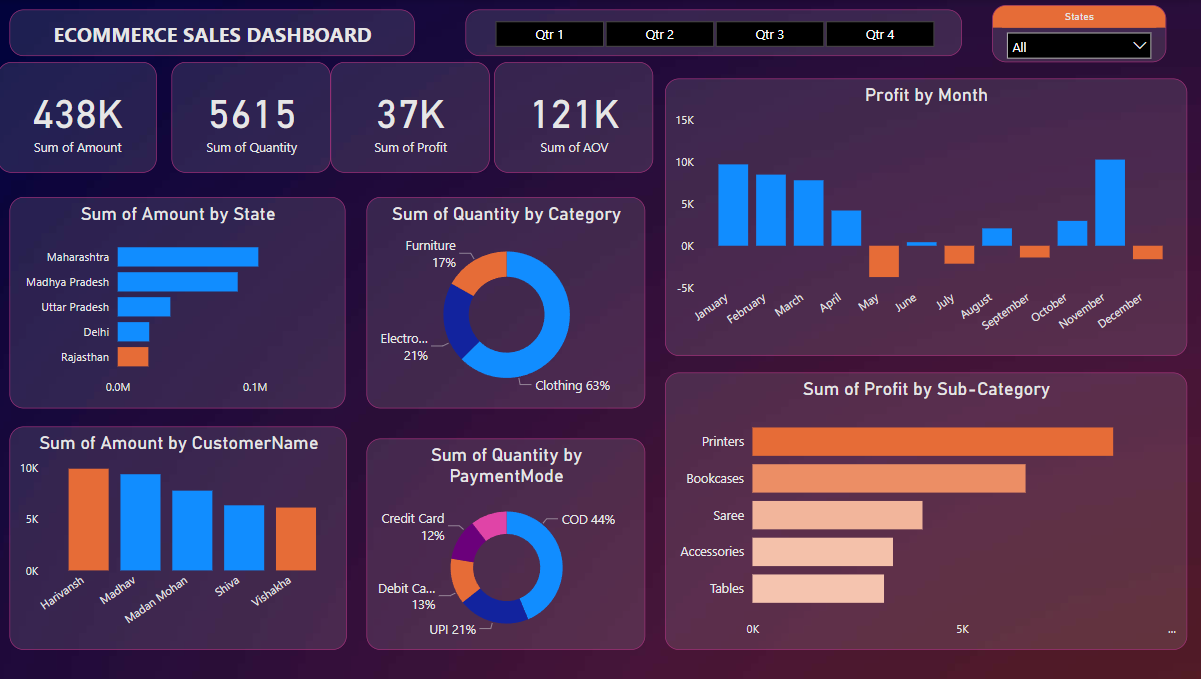 ECOMMERCE SALES DASHBOARD
Qtr 1
Qtr 2
Qtr 3
Qtr 4
States
All
438K
Sum of Amount
5615
Sum of Quantity
37K
Sum of Profit
121K
Sum of AOV
Profit by Month
15K
10K
5K
0K
-5K
January
February
March
April
May
June
July
August
September
October
November
December
Sum of Amount by State
Maharashtra
Madhya Pradesh
Uttar Pradesh
Delhi
Rajasthan
0.0M
0.1M
Sum of Quantity by Category
Furniture
17%
Electro...
21%
Clothing 63%
Sum of Profit by Sub-Category
Printers
Bookcases
Saree
Accessories
Tables
0K
5K
...
Sum of Amount by CustomerName
10K
5K
0K
Harivansh
Madhav
Madan Mohan
Shiva
Vishakha
Sum of Quantity by
PaymentMode
Credit Card
12%
COD 44%
Debit Ca...
13%
UPI 21%